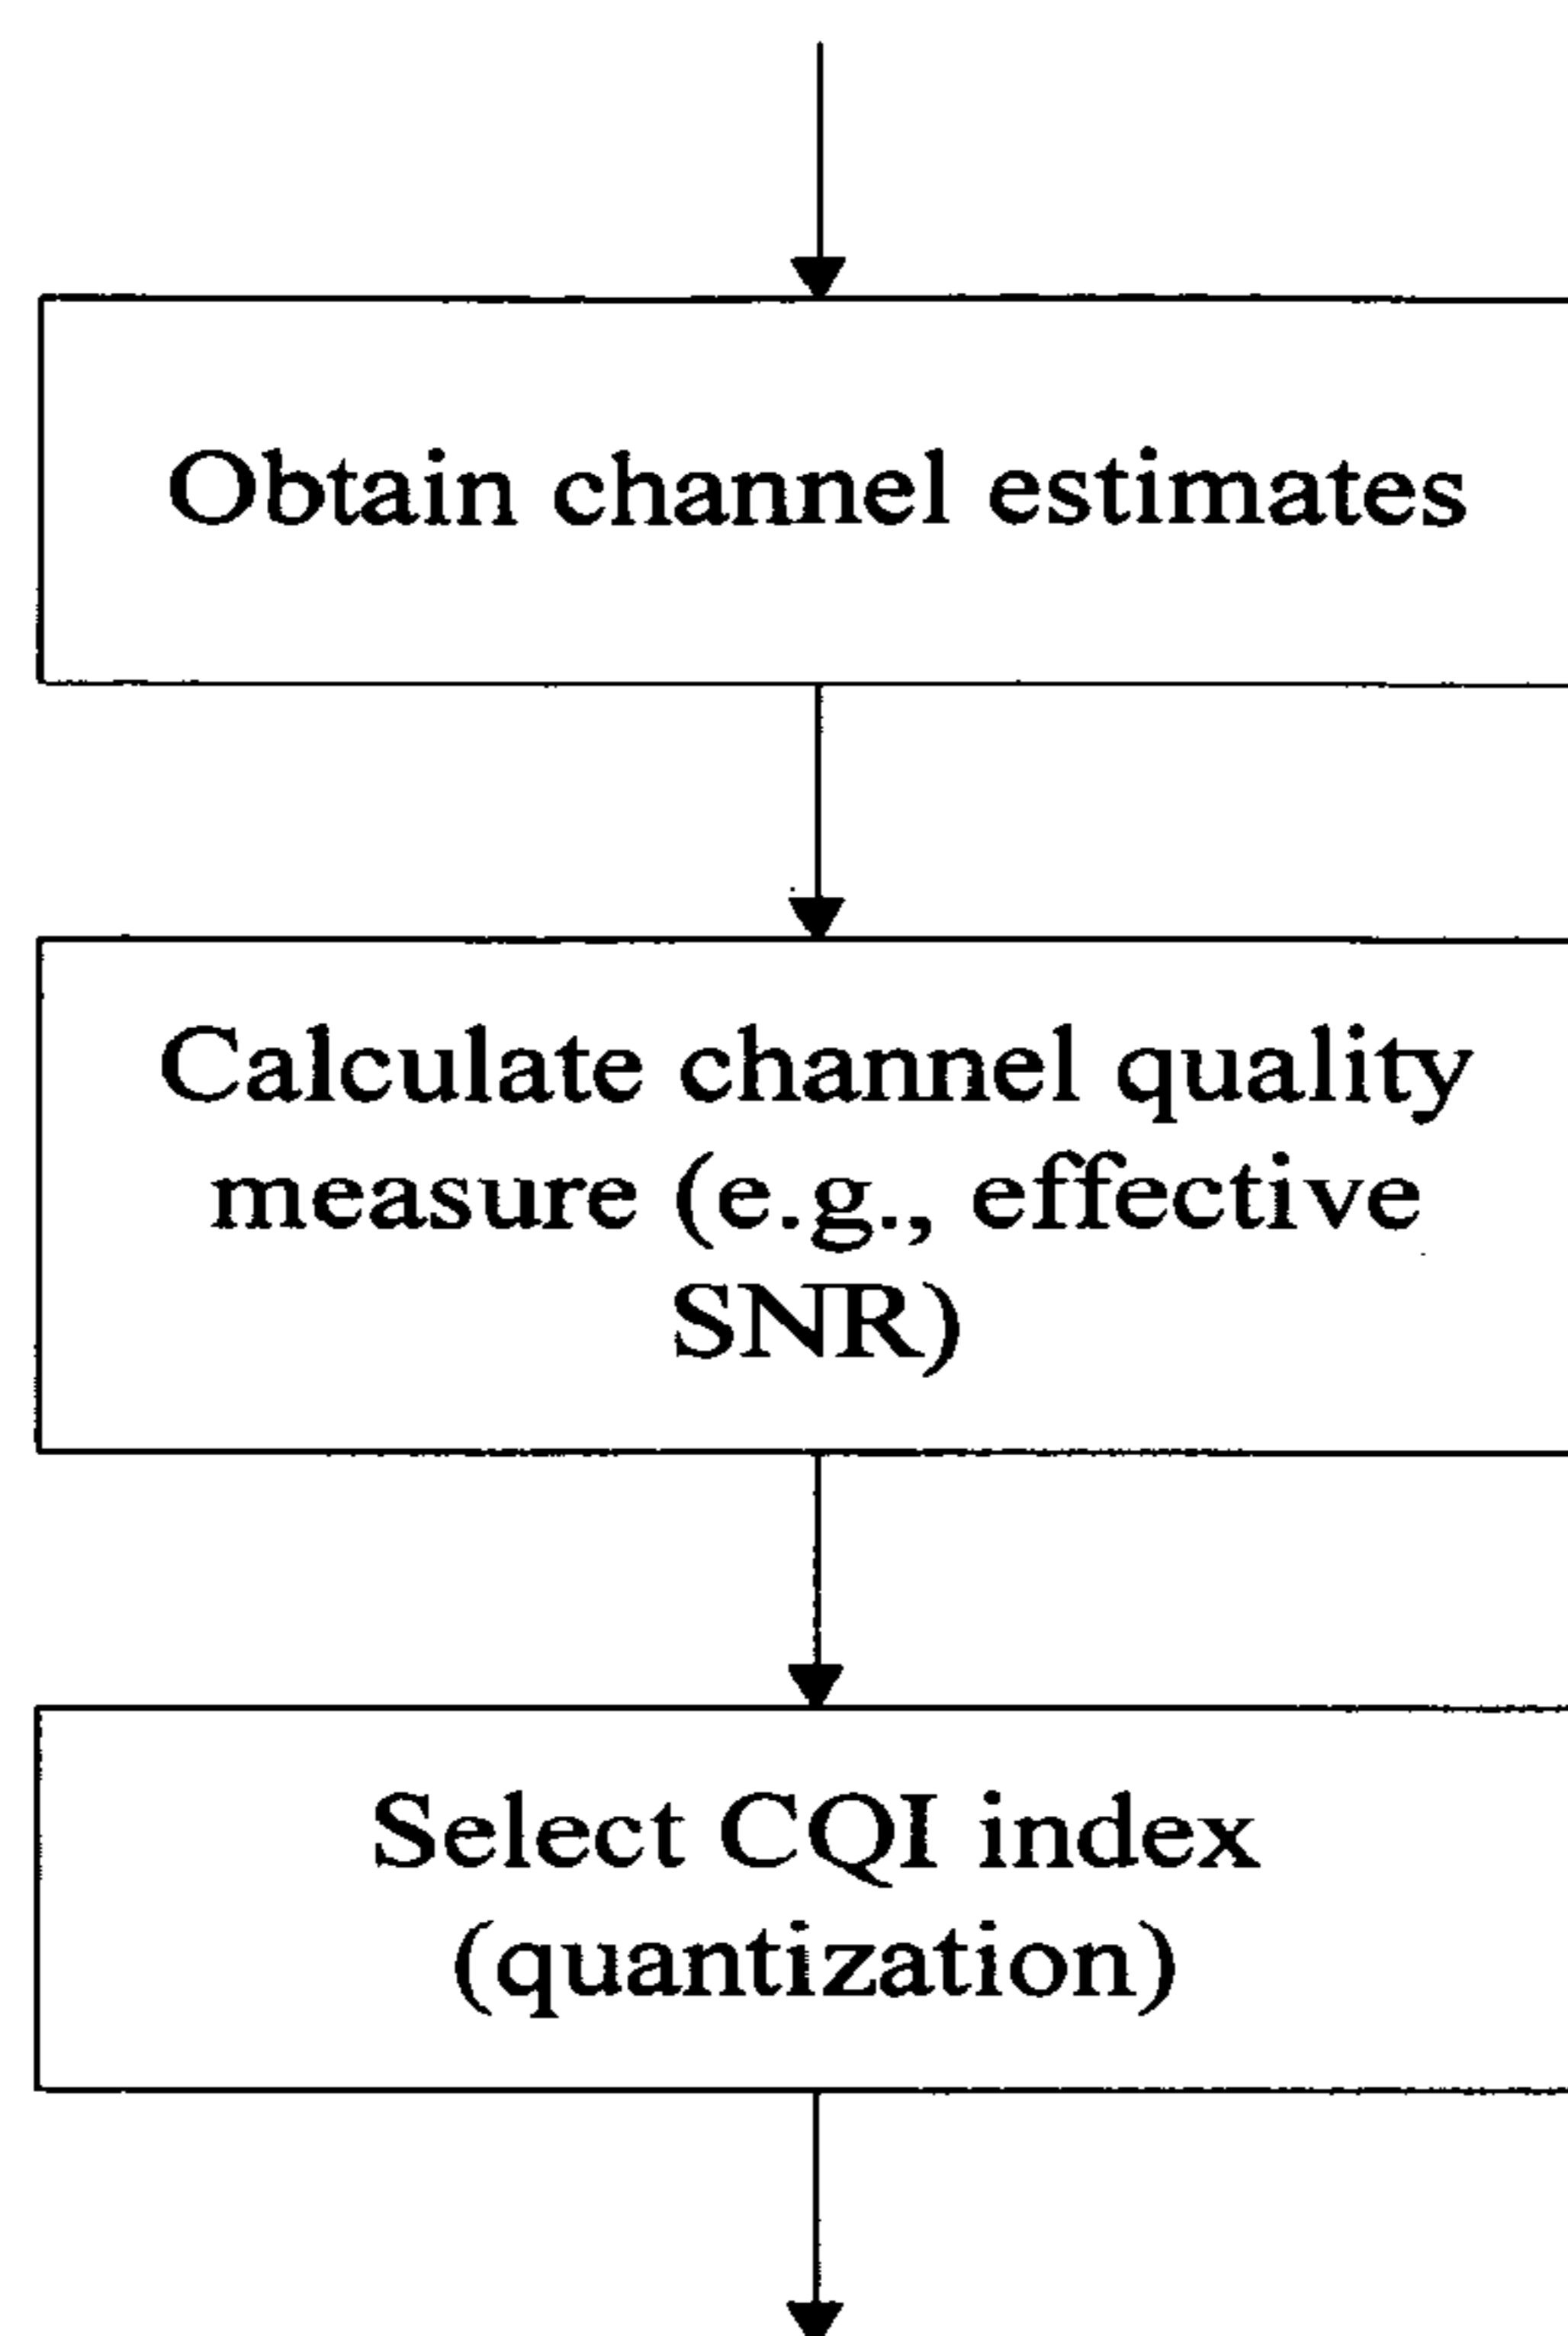 Obtain channel estimates
Calculate channel quality
measure (e.g., effective
SNR)
Select CQI index
(quantization)